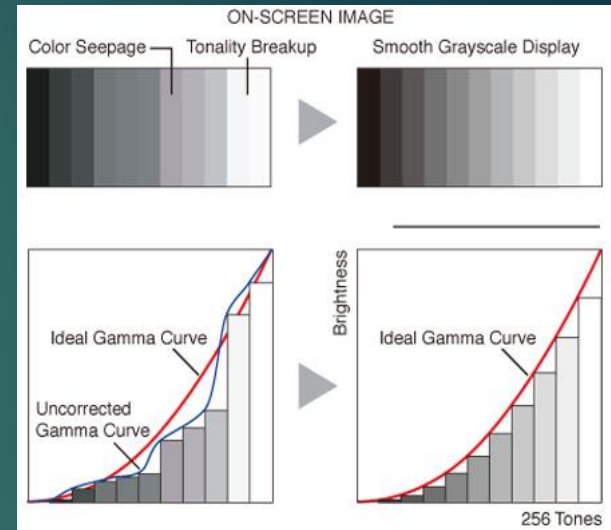 ON-SCREEN IMAGE
Color Seepage
Tonality Breakup
Smooth Grayscale Display
Ideal Gamma Curve
Uncorrected
Gamma Curve
Brightness
Ideal Gamma Curve
256 Tones